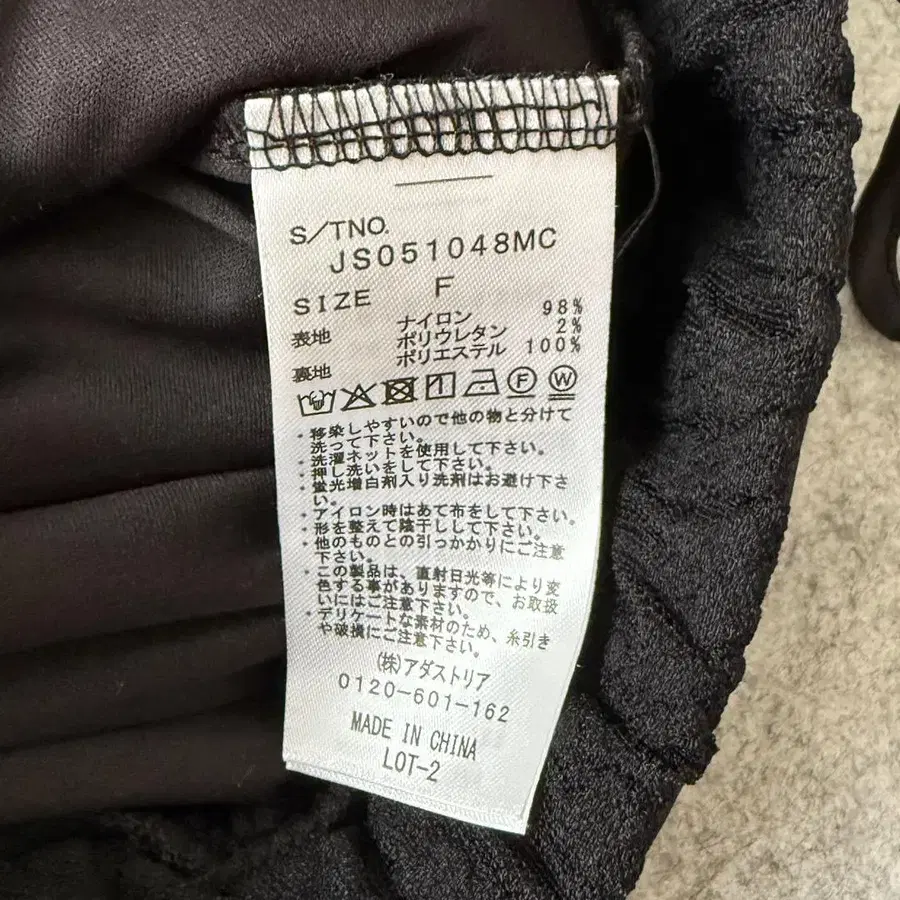 S/TNO.
JS051048MC
SIZE F
表地 ナイロン 98%
ポリウレタン 2%
裏地 ポリエステル 100%
F W
・移染しやすいので他の物と分けて
洗って下さい。
・洗濯ネットを使用して下さい。
・押し洗いをして下さい。
・蛍光増白剤入り洗剤はお避け下さ
い。
・アイロン時はあて布をして下さい。
・形を整えて陰干しして下さい。
・他のものとの引っかかりにご注意
下さい。
・この製品は、直射日光等により変
色する事がありますので、お取扱
いにはご注意下さい。
・デリケートな素材のため、糸引き
や破損にご注意下さい。
(株)アダストリア
0120-601-162
MADE IN CHINA
LOT-2